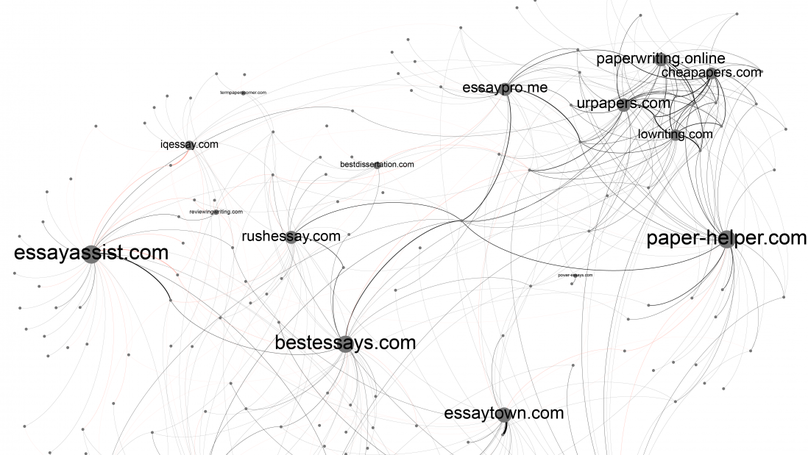 paperwriting.online
cheapapers.com
essaypro.me
termpapercorner.com
urpapers.com
lowriting.com
iqessay.com
bestdissertation.com
reviewingwriting.com
rushessay.com
paper-helper.com
essayassist.com
power-essays.com
bestessays.com
essaytown.com